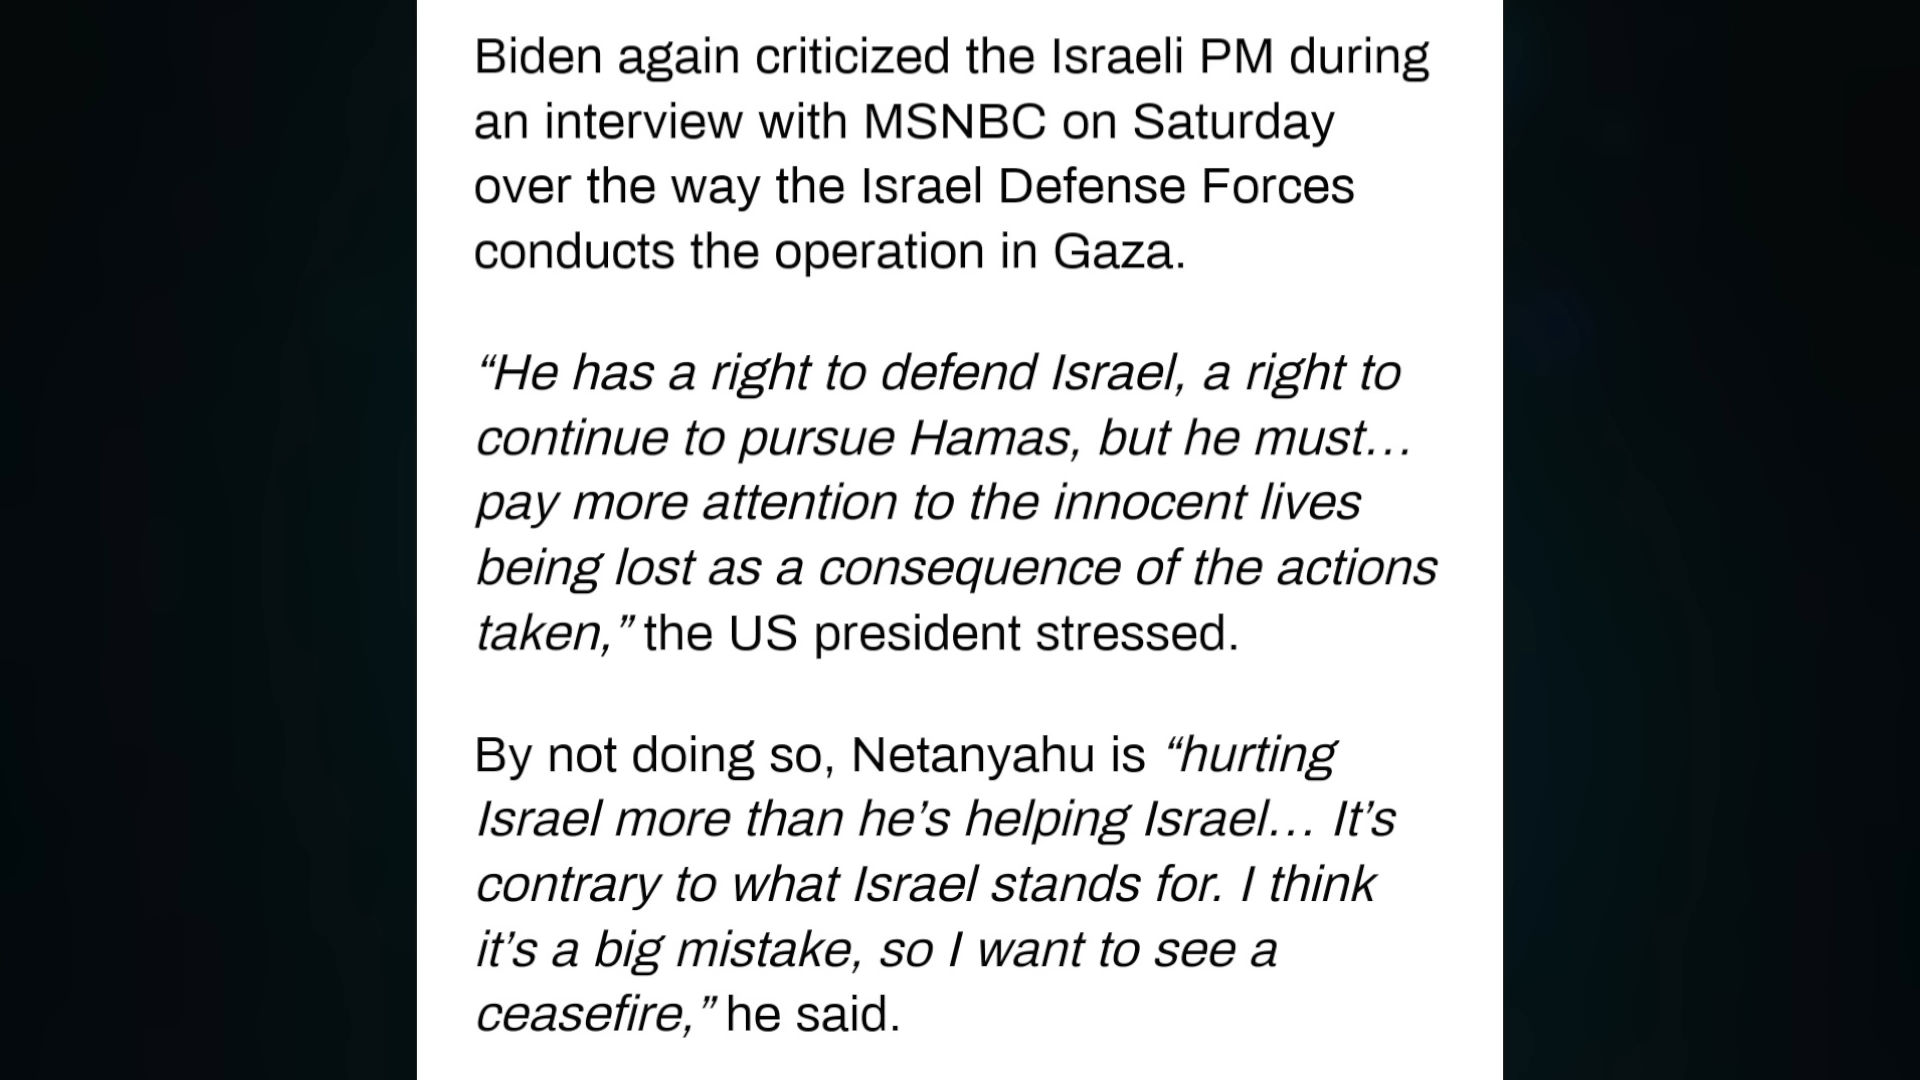 Biden again criticized the Israeli PM during
an interview with MSNBC on Saturday
over the way the Israel Defense Forces
conducts the operation in Gaza.
“He has a right to defend Israel, a right to
continue to pursue Hamas, but he must…
pay more attention to the innocent lives
being lost as a consequence of the actions
taken,” the US president stressed.
By not doing so, Netanyahu is “hurting
Israel more than he’s helping Israel… It’s
contrary to what Israel stands for. I think
it’s a big mistake, so I want to see a
ceasefire,” he said.